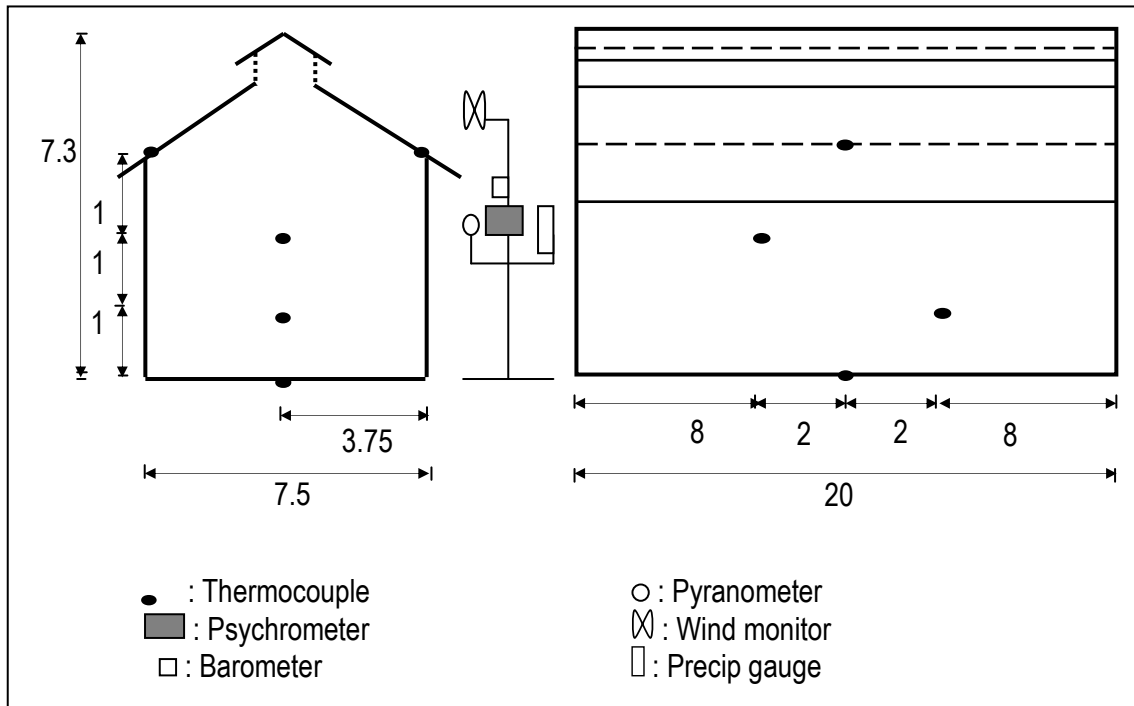 7.3
1
1
1
3.75
7.5
8
2
2
8
20
: Thermocouple
: Psychrometer
: Barometer
: Pyranometer
: Wind monitor
: Precip gauge